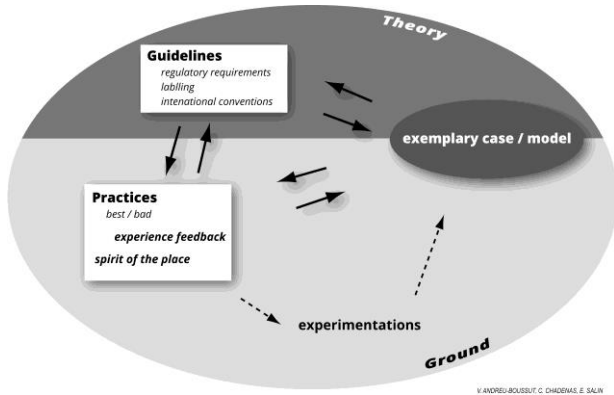 Theory
Guidelines
regulatory requirements
lablling
intenational conventions
exemplary case / model
Practices
best / bad
experience feedback
spirit of the place
experimentations
Ground
V. ANDREU-BOUSSUT, C. CHADENAS, E. SALIN